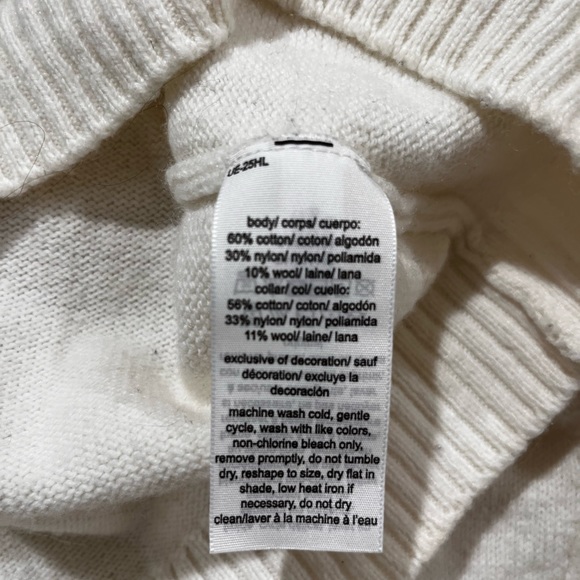 body/ corps/ cuerpo:
60% cotton/ coton/ algodón
30% nylon/ nylon/ poliamida
10% wool/ laine/ lana
collar/ col/ cuello:
56% cotton/ coton/ algodón
33% nylon/ nylon/ poliamida
11% wool/ laine/ lana
exclusive of decoration/ sauf
décoration/ excluye la
decoración
machine wash cold, gentle
cycle, wash with like colors,
non-chlorine bleach only,
remove promptly, do not tumble
dry, reshape to size, dry flat in
shade, low heat iron if
necessary, do not dry
clean/laver à la machine à l'eau